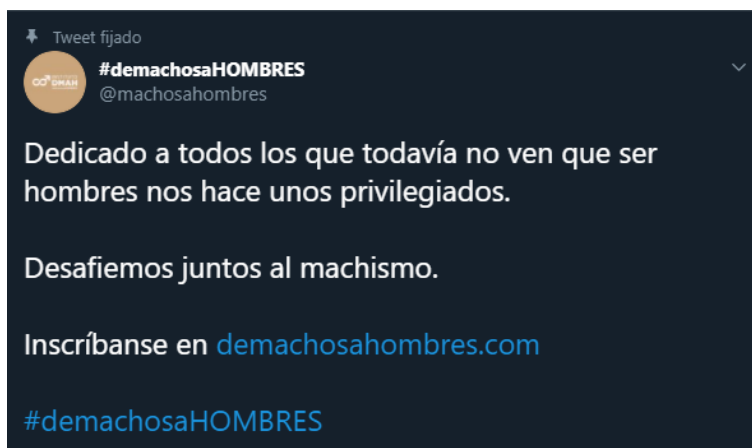 Tweet fijado
#demachosaHOMBRES
DMAH
@machosahombres
Dedicado a todos los que todavía no ven que ser
hombres nos hace unos privilegiados.
Desafiemos juntos al machismo.
Inscríbanse en demachosahombres.com
#demachosaHOMBRES